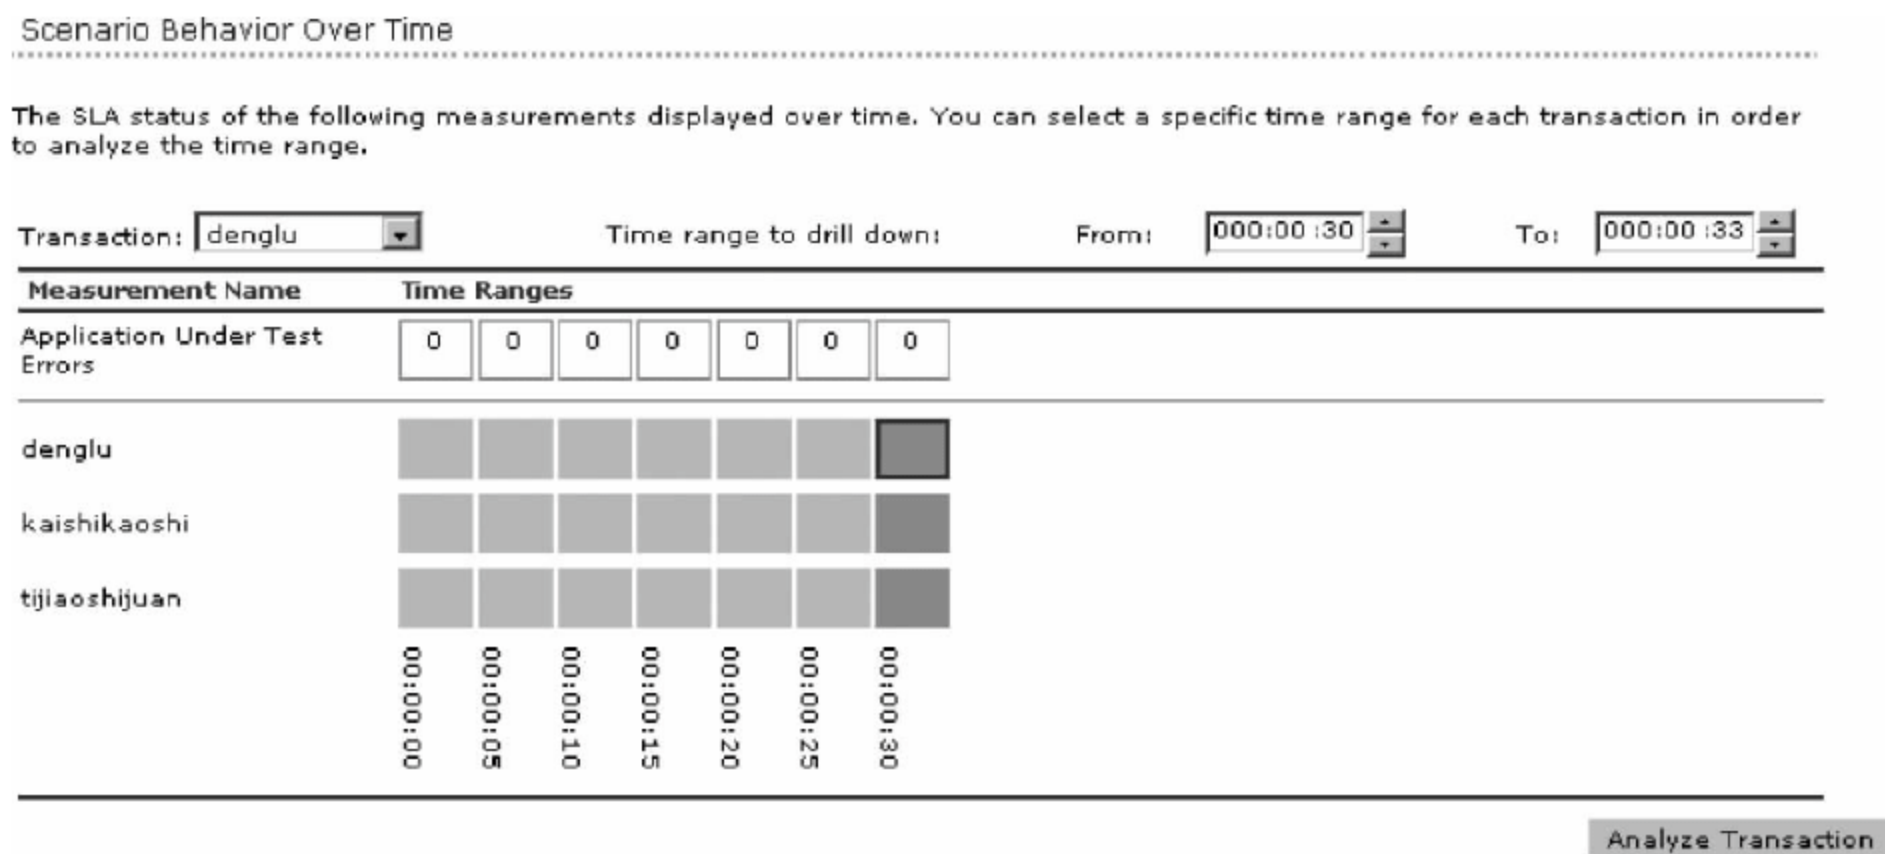 Scenario Behavior Over Time
The SLA status of the following measurements displayed over time. You can select a specific time range for each transaction in order
to analyze the time range.
Transaction: denglu Time range to drill down: From: 000:00 :30 To: 000:00 :33
Measurement Name Time Ranges
Application Under Test
Errors
0 0 0 0 0 0 0
denglu
kaishikaoshi
tijiaoshijuan
00:00:00 00:00:05 00:00:10 00:00:15 00:00:20 00:00:25 00:00:30
Analyze Transaction